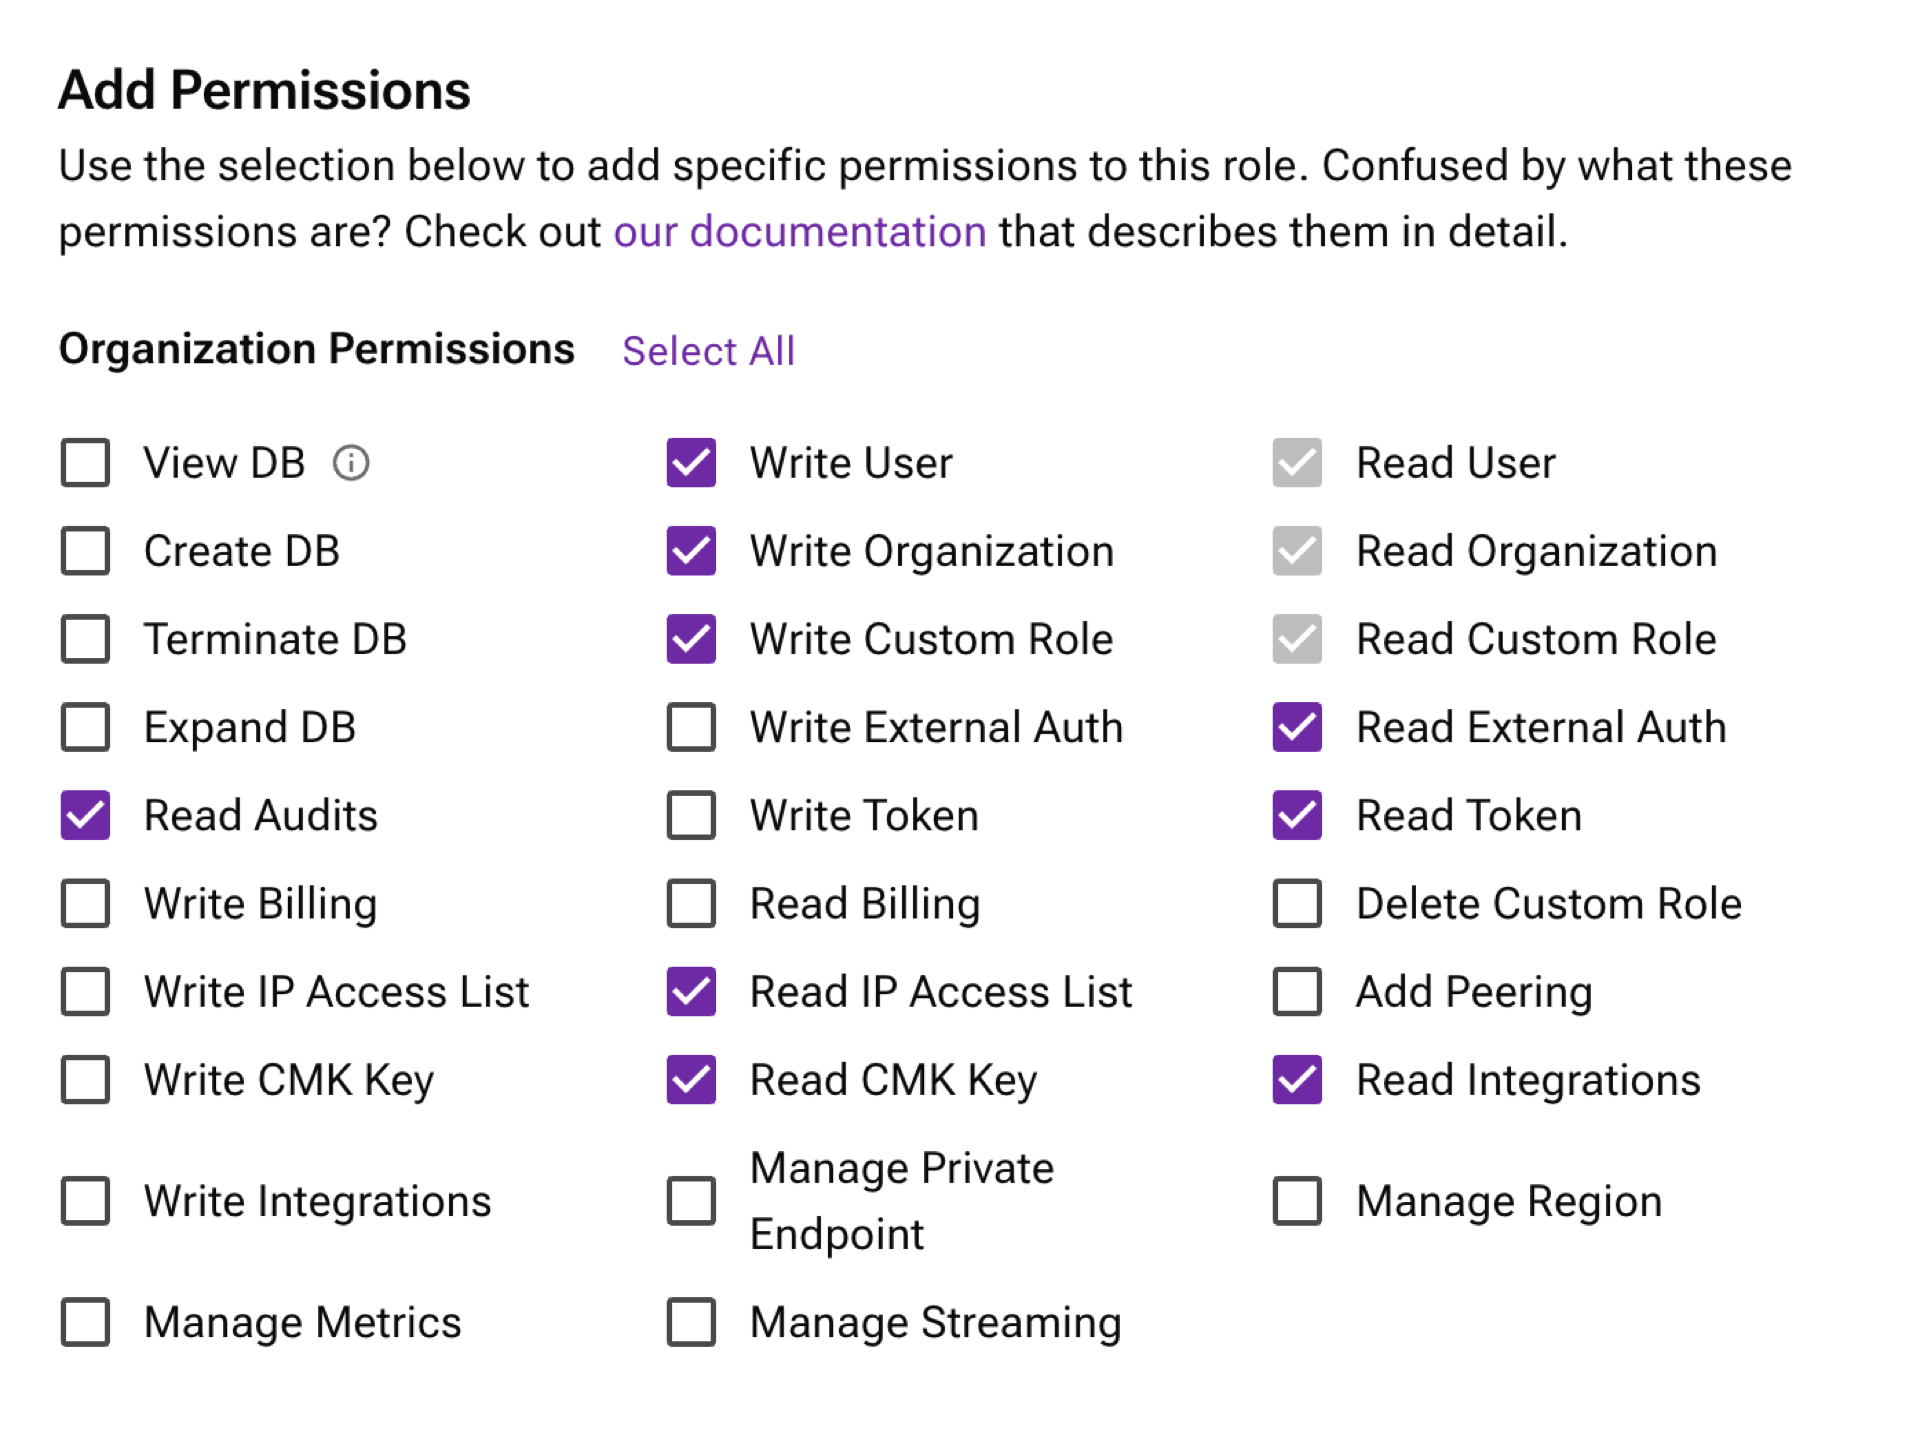 Add Permissions
Use the selection below to add specific permissions to this role. Confused by what these
permissions are? Check out our documentation that describes them in detail.
Organization Permissions Select All
View DB Write User Read User
Create DB Write Organization Read Organization
Terminate DB Write Custom Role Read Custom Role
Expand DB Write External Auth Read External Auth
Read Audits Write Token Read Token
Write Billing Read Billing Delete Custom Role
Write IP Access List Read IP Access List Add Peering
Write CMK Key Read CMK Key Read Integrations
Write Integrations Manage Private
Endpoint Manage Region
Manage Metrics Manage Streaming